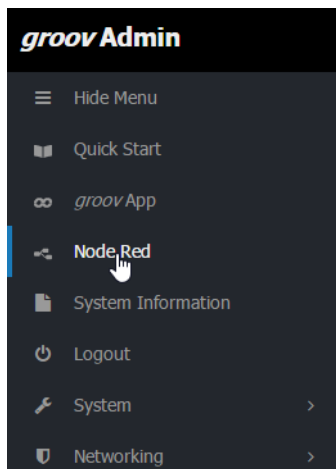 groov Admin
Hide Menu
Quick Start
groov App
Node Red
System Information
Logout
System
Networking